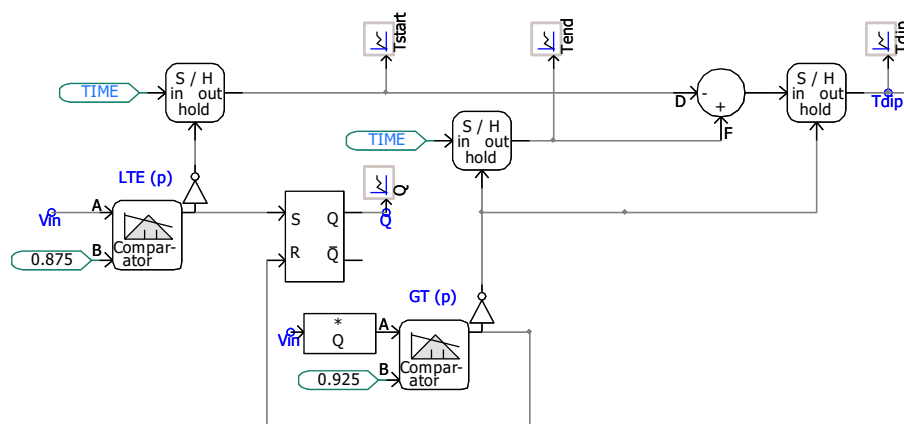 Tstart
Tend
Tdip
S / H
in out
hold
TIME
D
-
+
F
S / H
in out
hold
Tdip
S / H
in out
hold
TIME
LTE (p)
Q
Vin
A
B
Compar-
ator
0.875
S Q
R Q̅
Q
GT (p)
Vin
*
Q
A
B
Compar-
ator
0.925